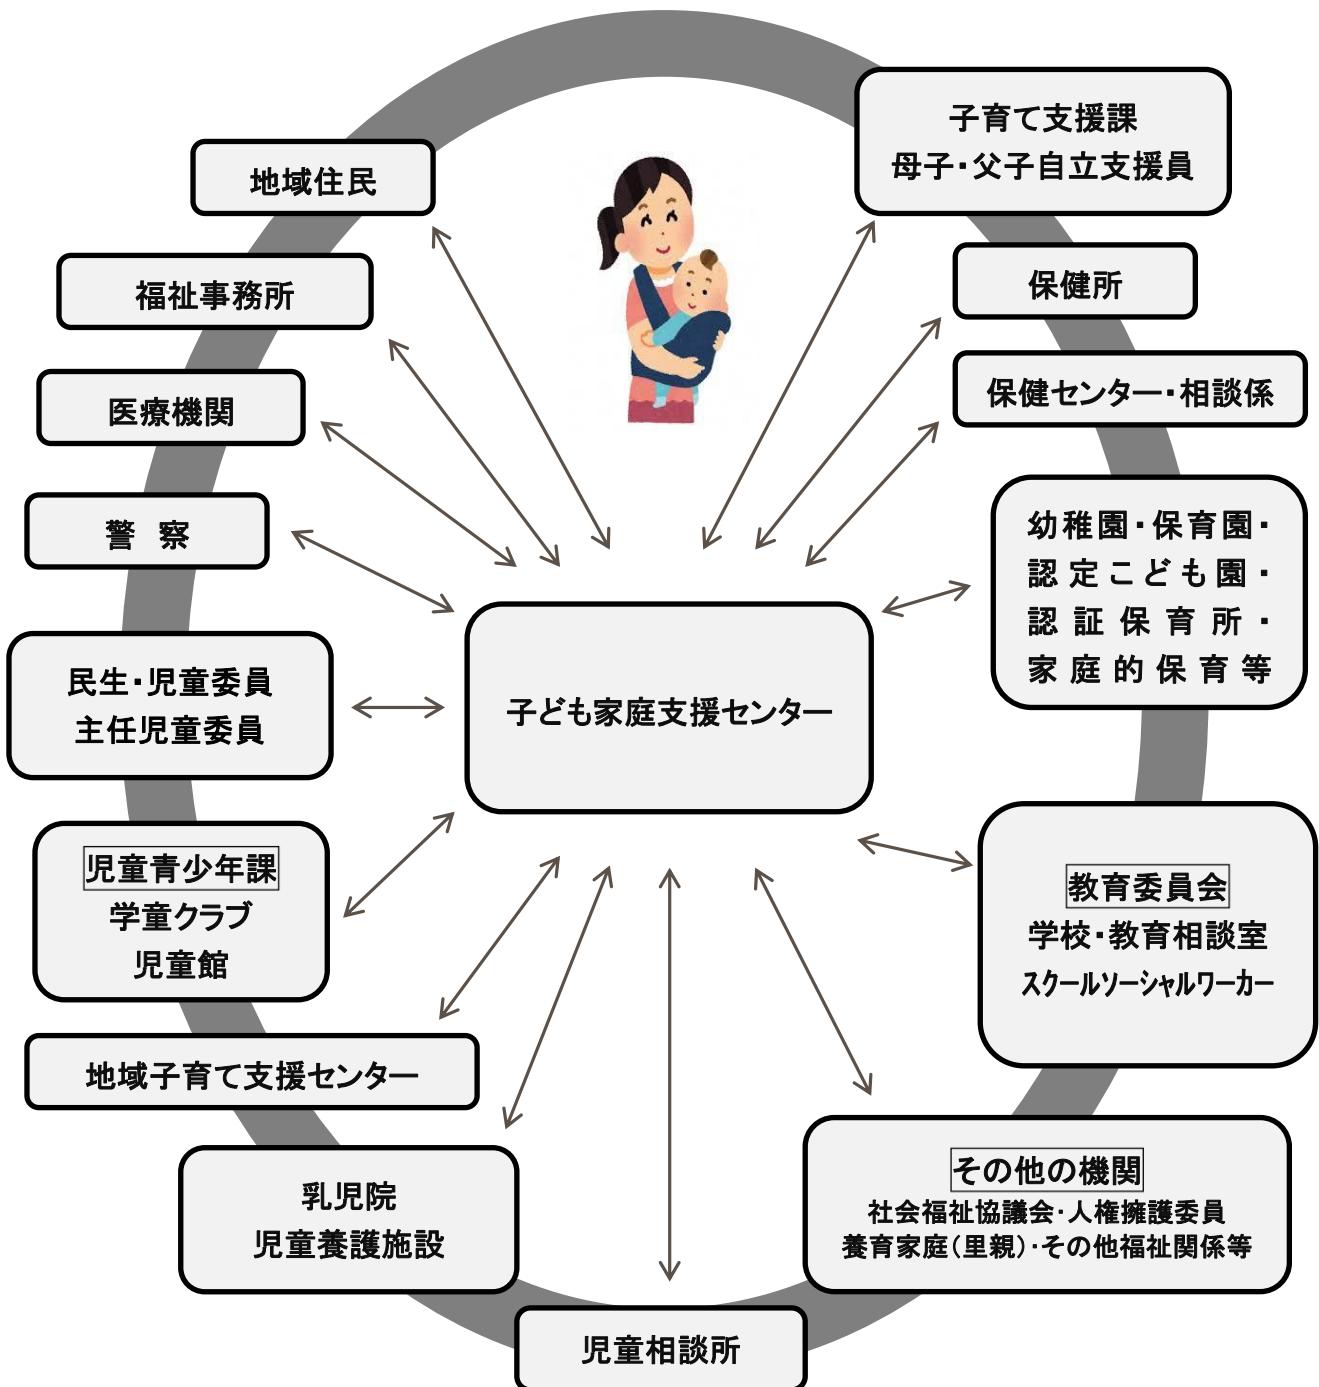 子育て支援課
母子・父子自立支援員
地域住民
保健所
福祉事務所
保健センター・相談係
医療機関
幼稚園・保育園・
認定こども園・
認証保育所・
家庭的保育等
警　察
民生・児童委員
主任児童委員
子ども家庭支援センター
児童青少年課
学童クラブ
児童館
教育委員会
学校・教育相談室
スクールソーシャルワーカー
地域子育て支援センター
乳児院
児童養護施設
その他の機関
社会福祉協議会・人権擁護委員
養育家庭（里親）・その他福祉関係等
児童相談所